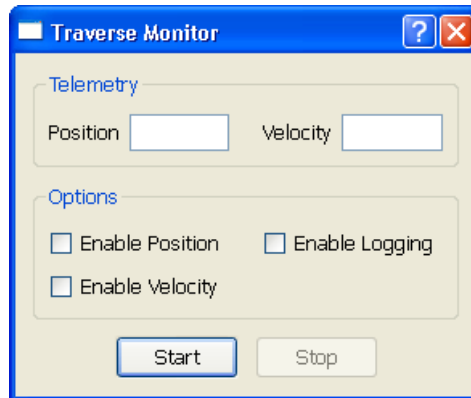 Traverse Monitor ?
Telemetry
Position Velocity
Options
Enable Position Enable Logging
Enable Velocity
Start Stop